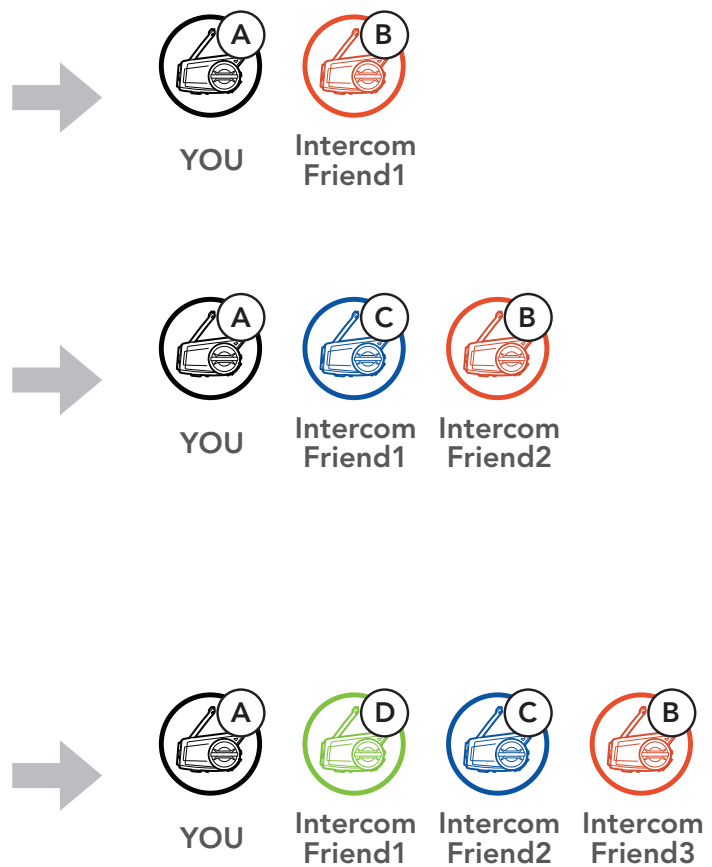 A B
YOU Intercom
Friend1
A C B
YOU Intercom Intercom
Friend1 Friend2
A D C B
YOU Intercom Intercom Intercom
Friend1 Friend2 Friend3